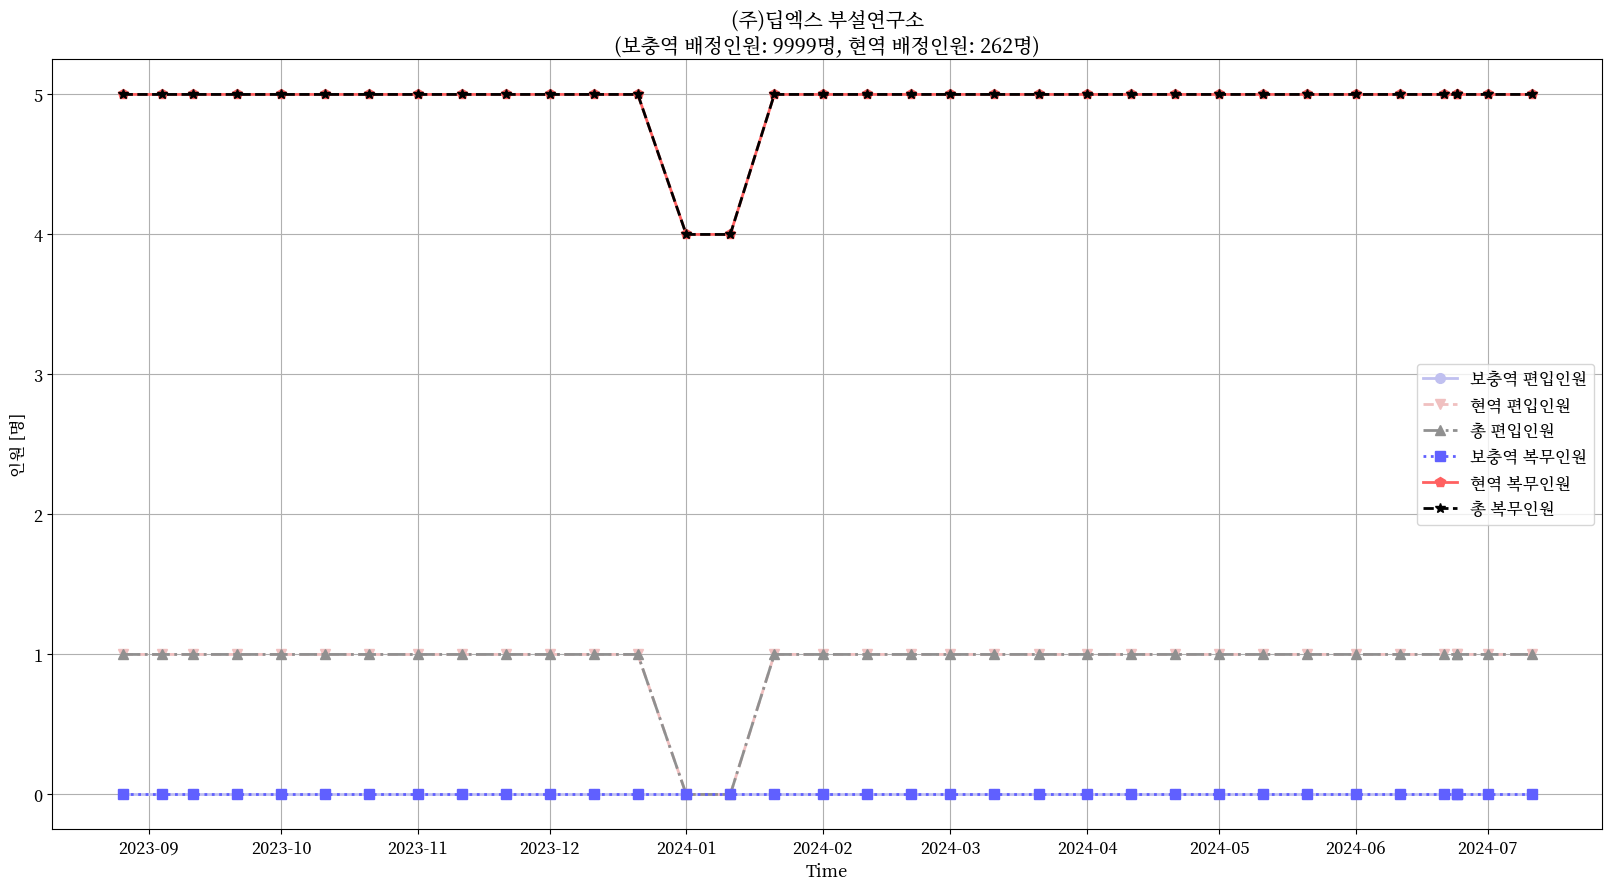 (주)딥엑스 부설연구소
(보충역 배정인원: 9999명, 현역 배정인원: 262명)
인원 [명]
5
4
3
2
1
0
보충역 편입인원
현역 편입인원
총 편입인원
보충역 복무인원
현역 복무인원
총 복무인원
2023-09 2023-10 2023-11 2023-12 2024-01 2024-02 2024-03 2024-04 2024-05 2024-06 2024-07
Time